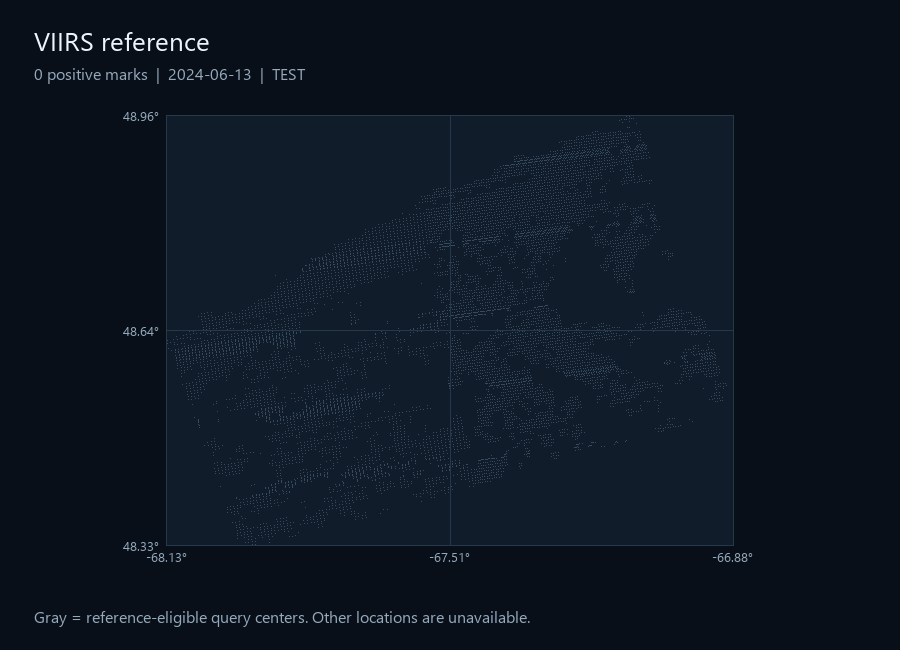 VIIRS reference
0 positive marks | 2024-06-13 | TEST
48.96°
48.64°
48.33°
-68.13°
-67.51°
-66.88°
Gray = reference-eligible query centers. Other locations are unavailable.